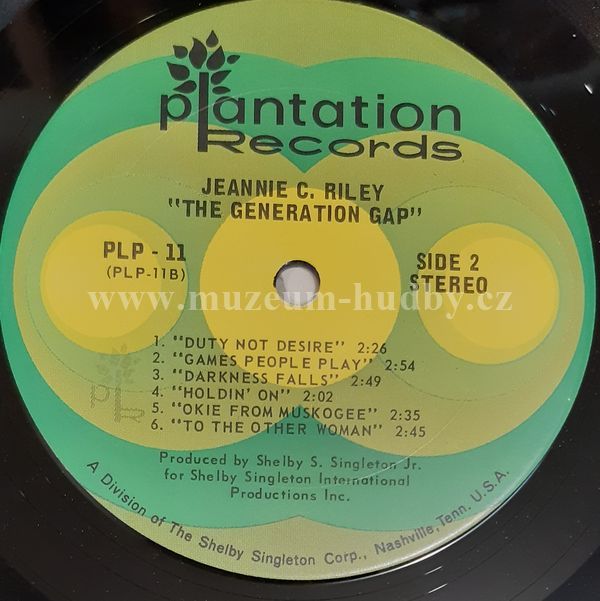 plantation
Records
JEANNIE C. RILEY
"THE GENERATION GAP"
PLP - 11
(PLP-11B)
SIDE 2
STEREO
www.muzeum-hudby.cz
1. "DUTY NOT DESIRE" 2:26
2. "GAMES PEOPLE PLAY" 2:54
3. "DARKNESS FALLS" 2:49
4. "HOLDIN' ON" 2:02
5. "OKIE FROM MUSKOGEE" 2:35
6. "TO THE OTHER WOMAN" 2:45
Produced by Shelby S. Singleton Jr.
for Shelby Singleton International
Productions Inc.
A Division of The Shelby Singleton Corp., Nashville, Tenn. U.S.A.